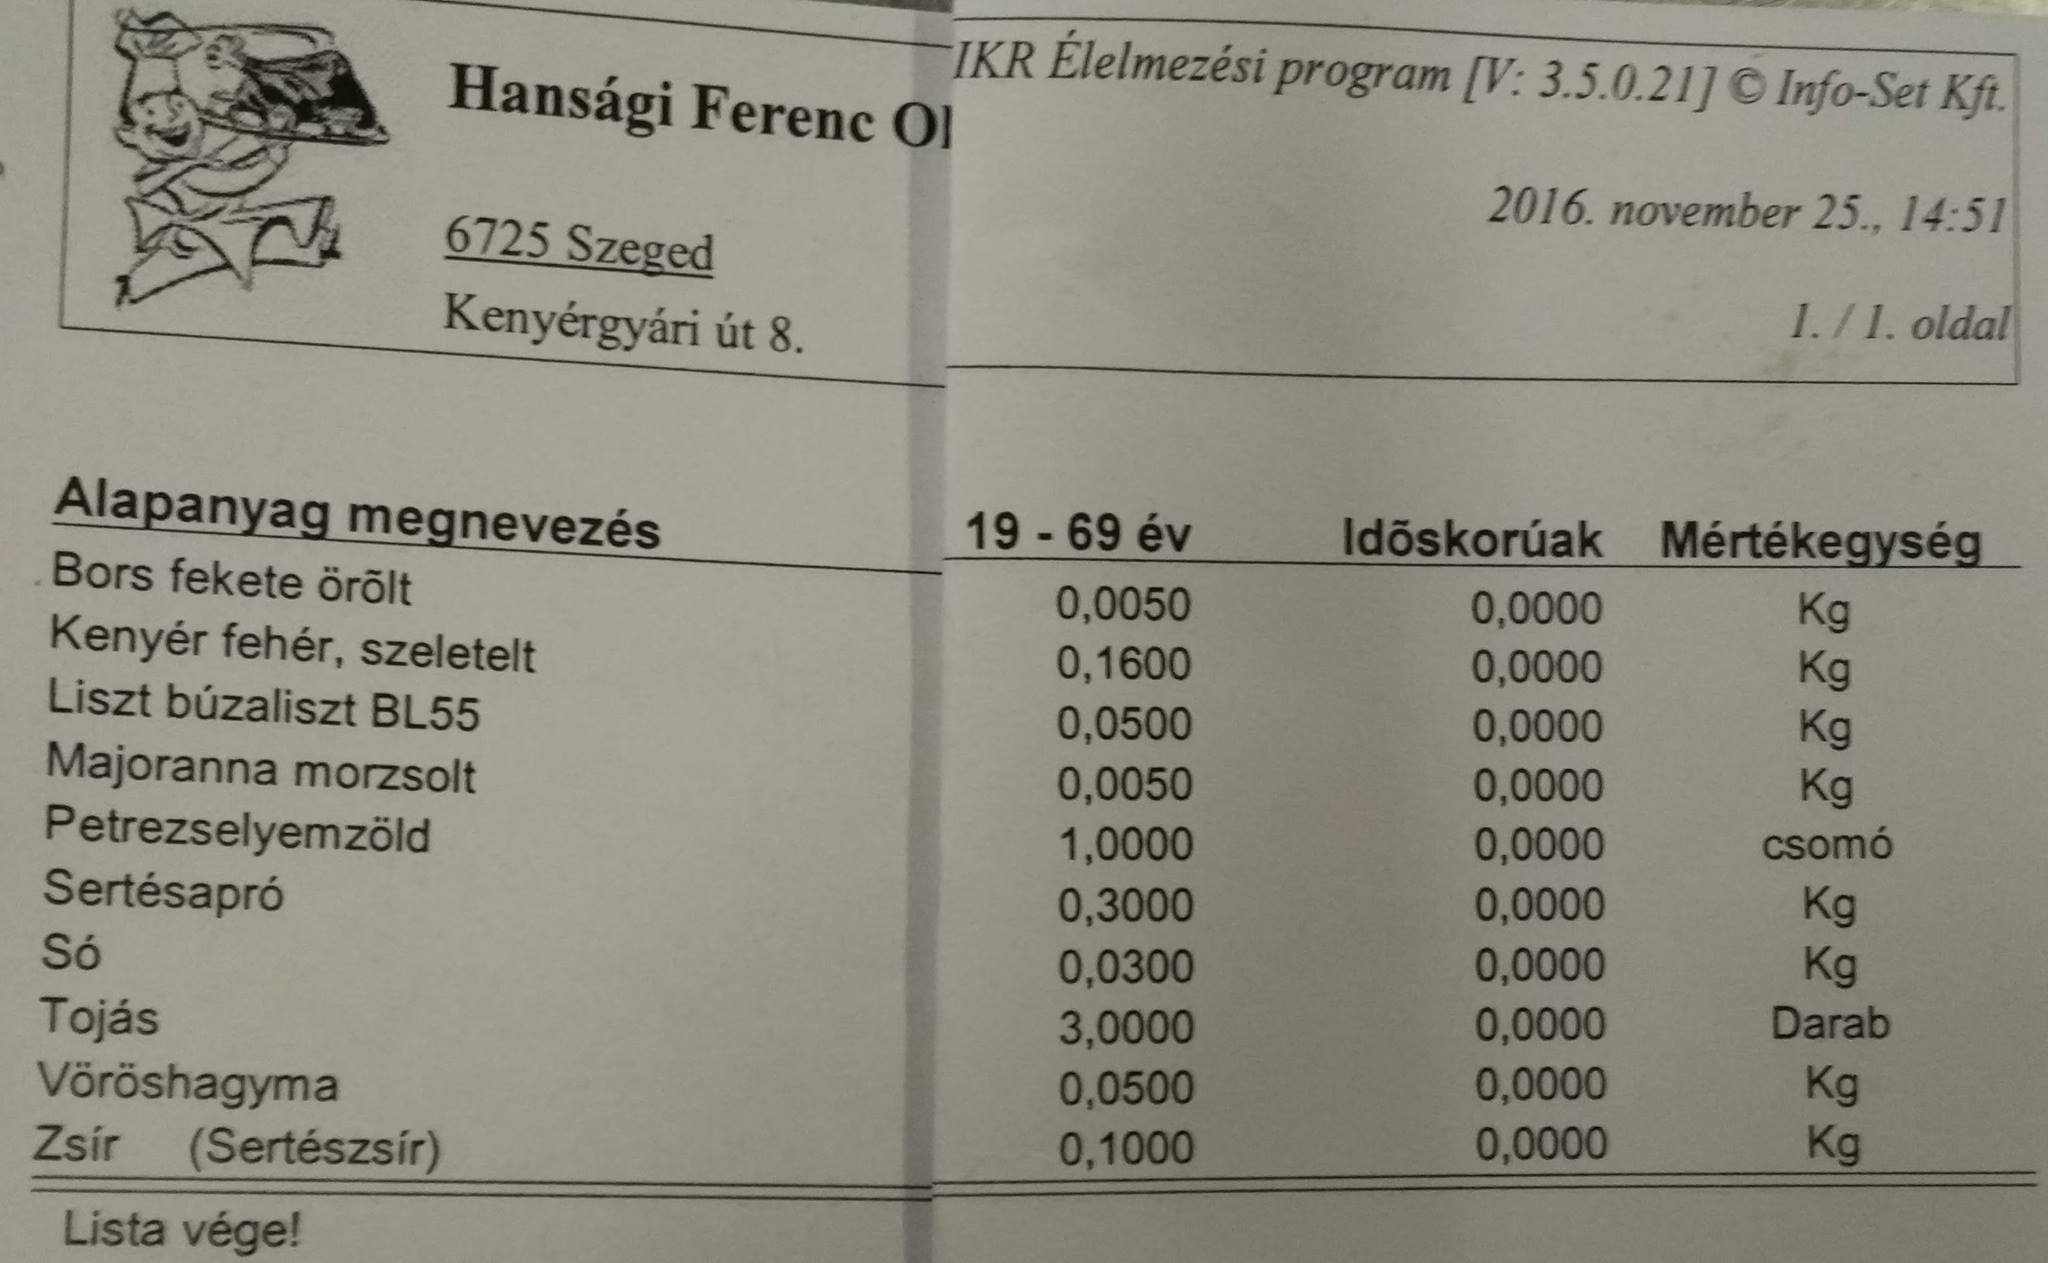 Hansági Ferenc
IKR Élelmezési program [V: 3.5.0.21] © Info-Set Kft.
2016. november 25., 14:51
6725 Szeged
Kenyérgyári út 8.
1. / 1. oldal
Alapanyag megnevezés 19 - 69 év Idõskorúak Mértékegység
Bors fekete örõlt 0,0050 0,0000 Kg
Kenyér fehér, szeletelt 0,1600 0,0000 Kg
Liszt búzaliszt BL55 0,0500 0,0000 Kg
Majoranna morzsolt 0,0050 0,0000 Kg
Petrezselyemzöld 1,0000 0,0000 csomó
Sertésapró 0,3000 0,0000 Kg
Só 0,0300 0,0000 Kg
Tojás 3,0000 0,0000 Darab
Vöröshagyma 0,0500 0,0000 Kg
Zsír (Sertészsír) 0,1000 0,0000 Kg
Lista vége!